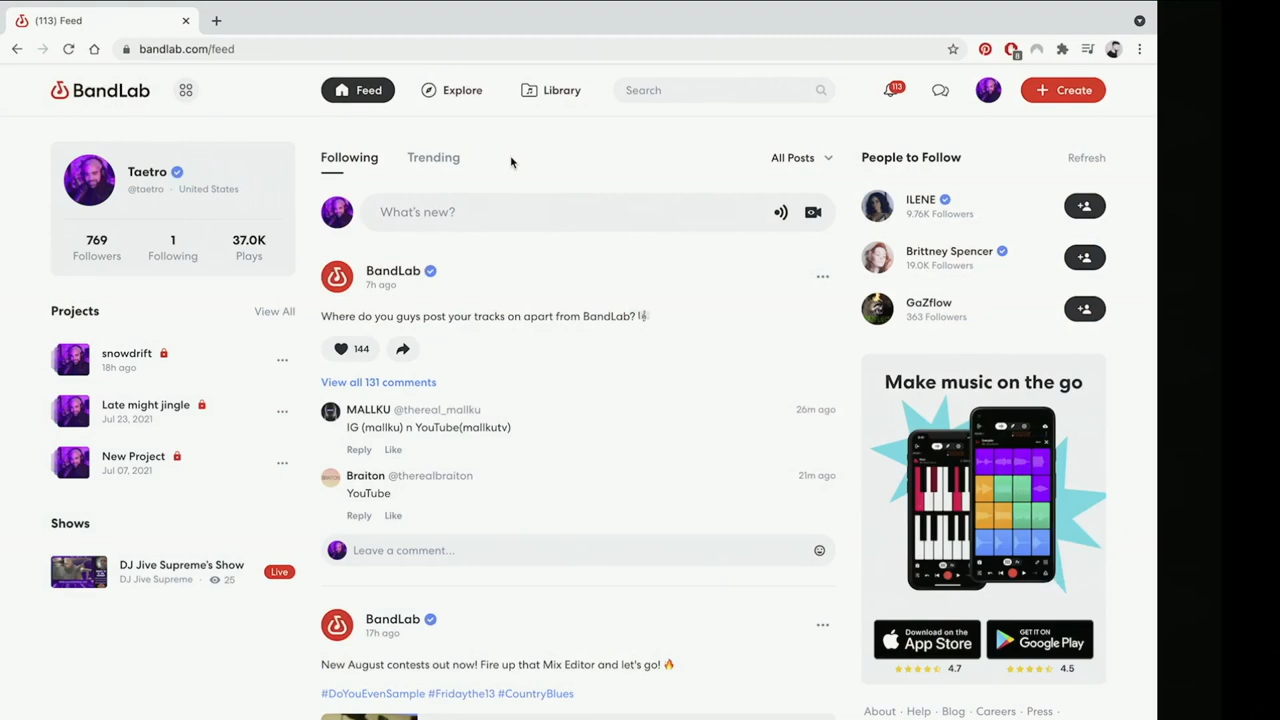 (113) Feed
bandlab.com/feed
8
BandLab
Feed
Explore
Library
Search
113
Create
Taetro
@taetro · United States
769
Followers
1
Following
37.0K
Plays
Projects
View All
snowdrift
18h ago
Late might jingle
Jul 23, 2021
New Project
Jul 07, 2021
Shows
DJ Jive Supreme's Show
DJ Jive Supreme · 25
Live
Following
Trending
All Posts
What's new?
BandLab
7h ago
Where do you guys post your tracks on apart from BandLab?
144
View all 131 comments
MALLKU @thereal_mallku
26m ago
IG (mallku) n YouTube(mallkutv)
Reply Like
Braiton @therealbraiton
21m ago
YouTube
Reply Like
Leave a comment...
BandLab
17h ago
New August contests out now! Fire up that Mix Editor and let's go! 🔥
#DoYouEvenSample #Fridaythe13 #CountryBlues
People to Follow
Refresh
ILENE
9.76K Followers
Brittney Spencer
19.0K Followers
GaZflow
363 Followers
Make music on the go
Download on the
App Store
GET IT ON
Google Play
4.7
4.5
About · Help · Blog · Careers · Press ·